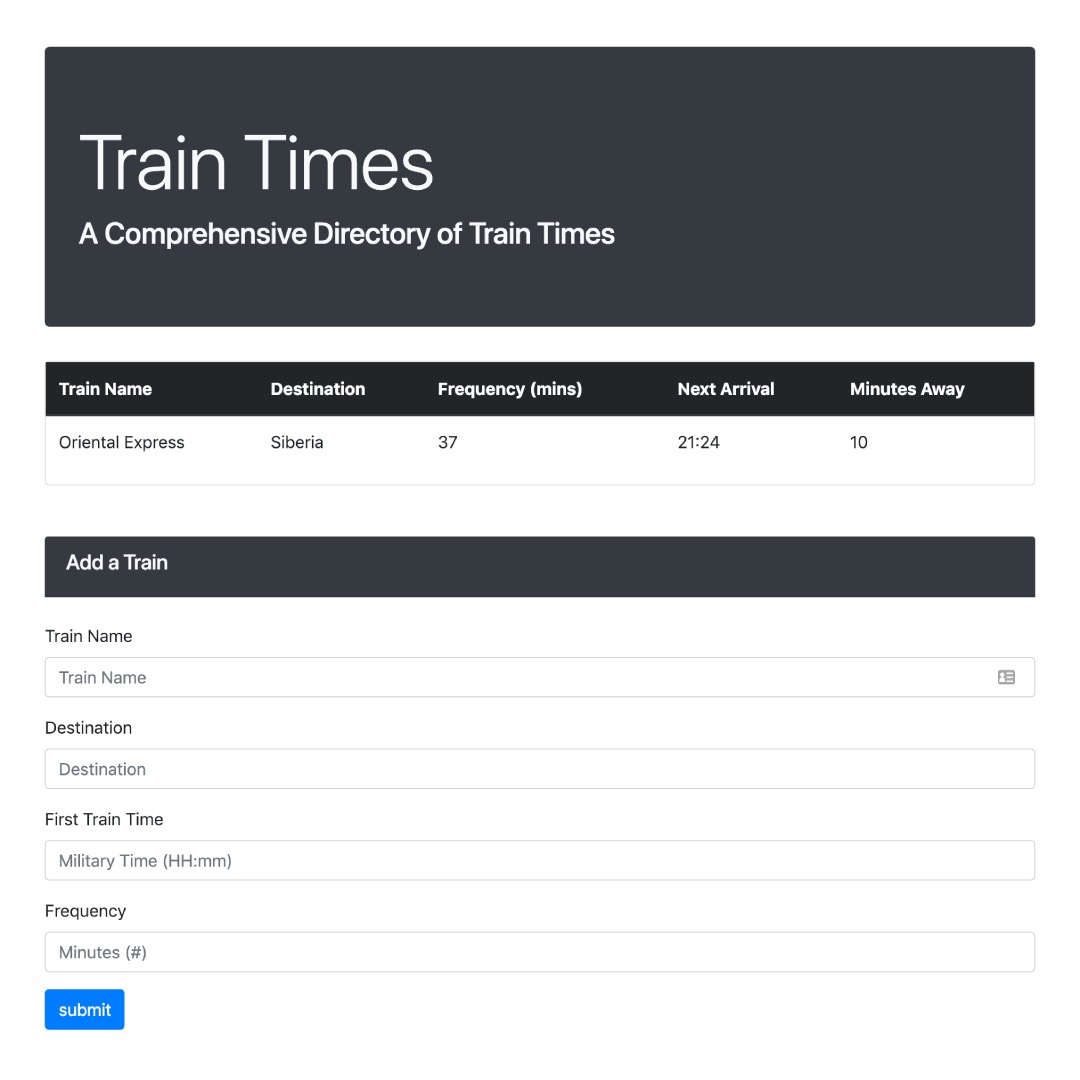 Train Times
A Comprehensive Directory of Train Times
Train Name Destination Frequency (mins) Next Arrival Minutes Away
Oriental Express Siberia 37 21:24 10
Add a Train
Train Name
Train Name
Destination
Destination
First Train Time
Military Time (HH:mm)
Frequency
Minutes (#)
submit